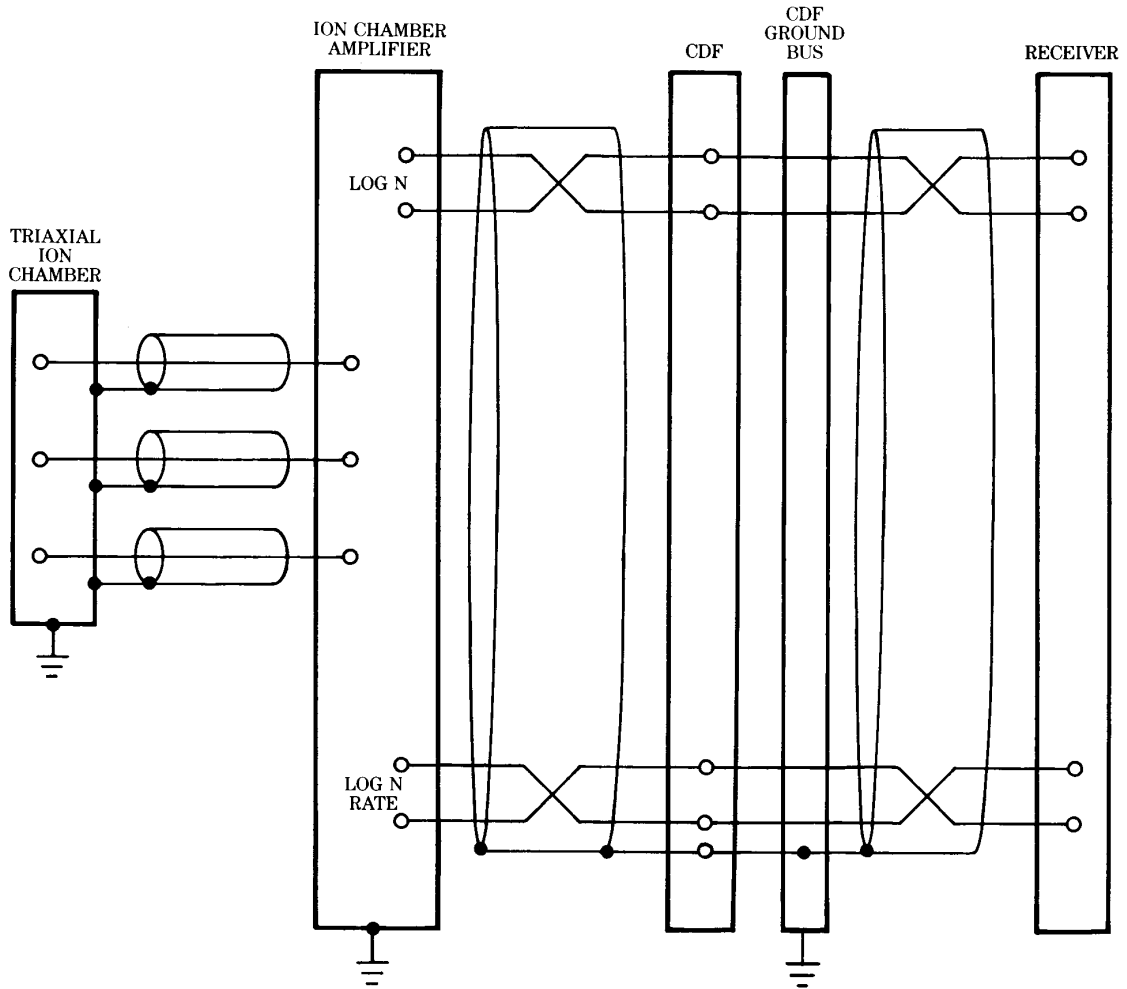 ION CHAMBER
AMPLIFIER
CDF
CDF
GROUND
BUS
RECEIVER
LOG N
TRIAXIAL
ION
CHAMBER
LOG N
RATE